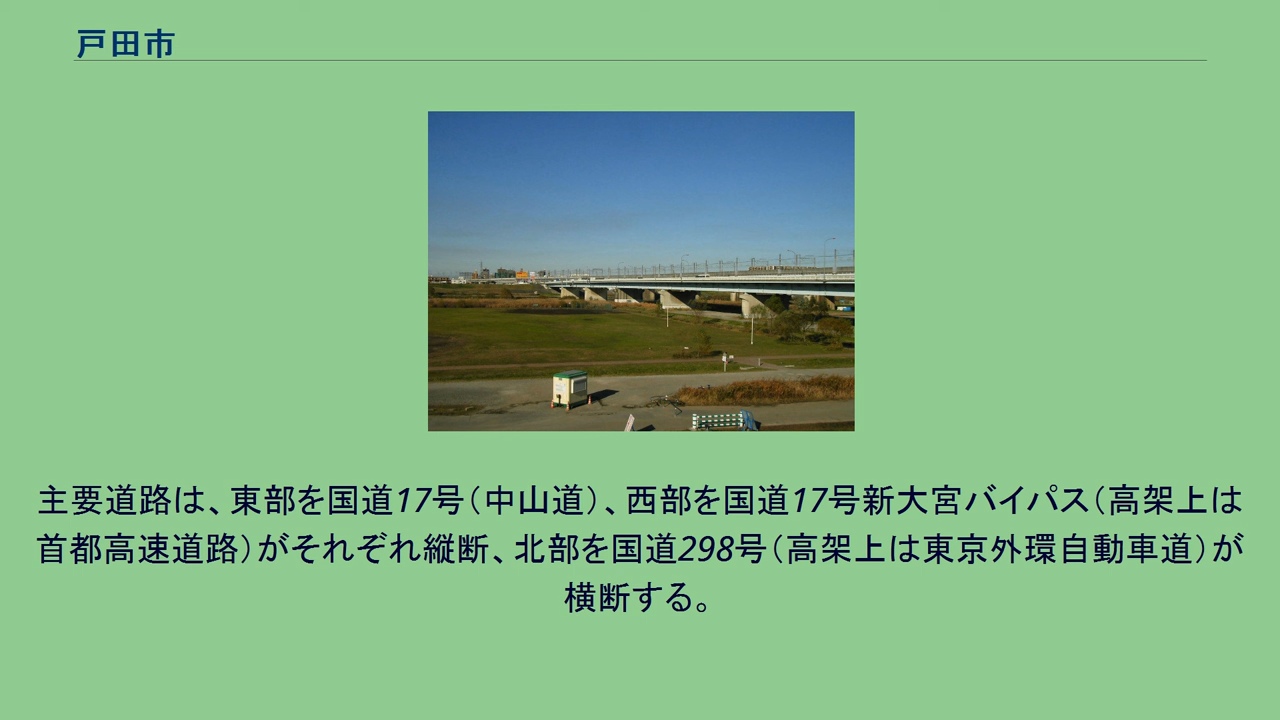 戸田市
主要道路は、東部を国道17号（中山道）、西部を国道17号新大宮バイパス（高架上は
首都高速道路）がそれぞれ縦断、北部を国道298号（高架上は東京外環自動車道）が
横断する。